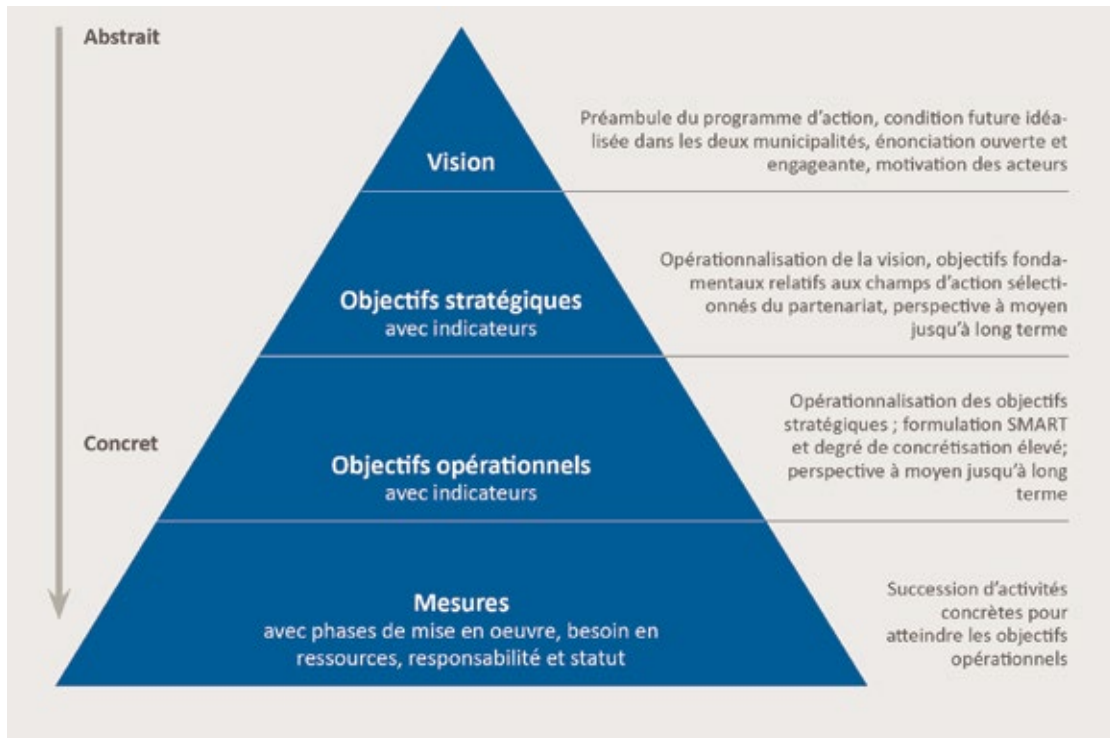 Abstrait
Préambule du programme d'action, condition future idéa-
lisée dans les deux municipalités, énonciation ouverte et
engageante, motivation des acteurs
Vision
Opérationnalisation de la vision, objectifs fonda-
mentaux relatifs aux champs d'action sélecti-
onnés du partenariat, perspective à moyen
jusqu'à long terme
Objectifs stratégiques
avec indicateurs
Opérationnalisation des objectifs
stratégiques ; formulation SMART
et degré de concrétisation élevé;
perspective à moyen jusqu'à long
terme
Concret
Objectifs opérationnels
avec indicateurs
Succession d'activités
concrètes pour
atteindre les objectifs
opérationnels
Mesures
avec phases de mise en oeuvre, besoin en
ressources, responsabilité et statut